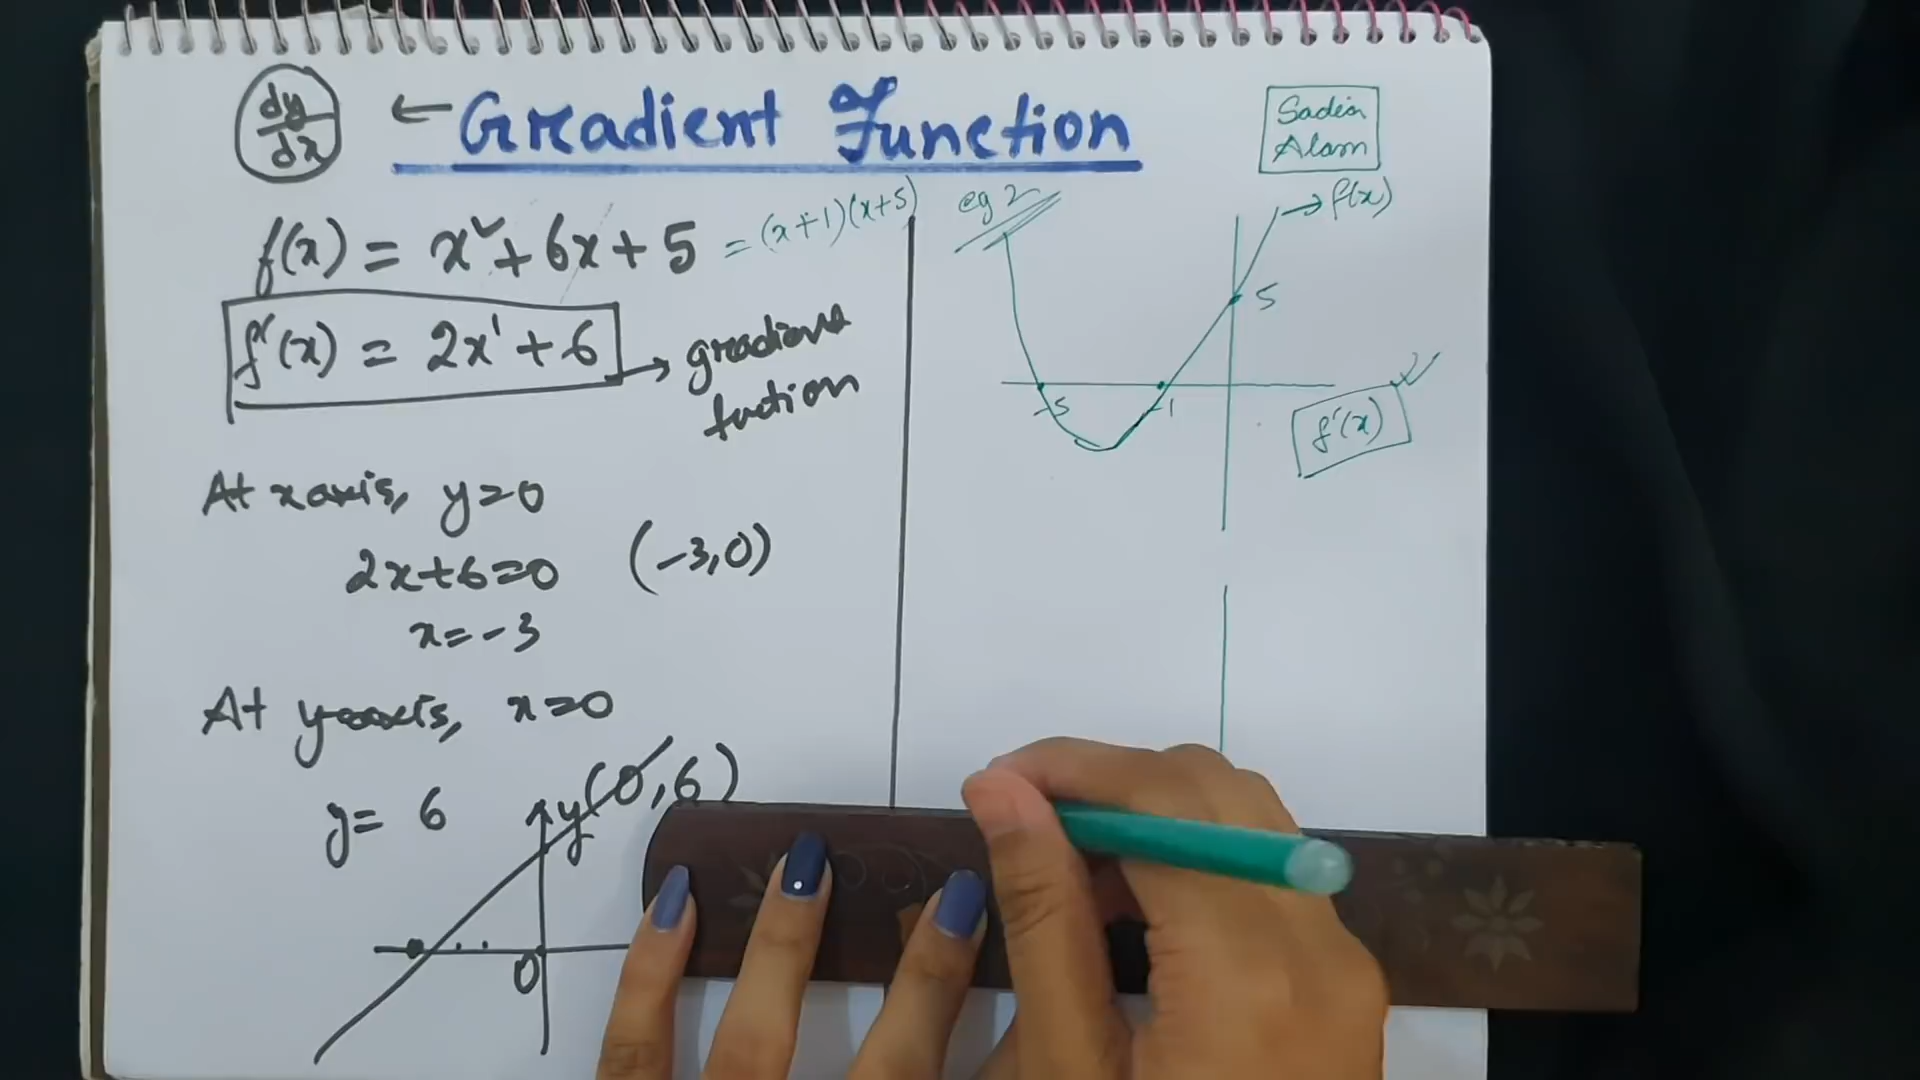 dy/dx ← Gradient Function
Sadia
Alam
f(x) = x² + 6x + 5 = (x+1)(x+5)
f'(x) = 2x¹ + 6 → gradient
fuction
At x axis, y=0
2x+6=0 (-3,0)
x=-3
At y axis, x=0
y= 6 (0,6)
y
0
eg 2
→ f(x)
5
-5 -1
f'(x)